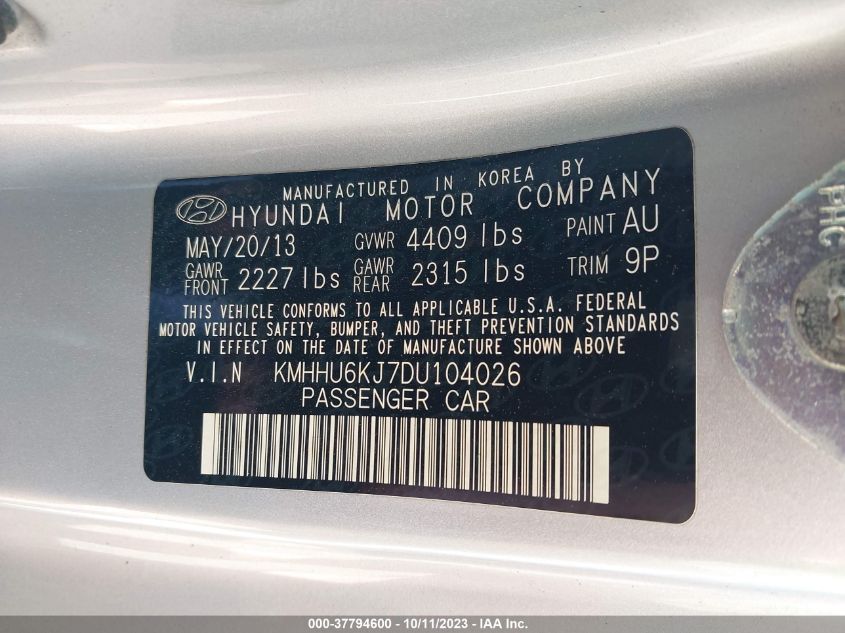 MANUFACTURED IN KOREA BY
HYUNDAI MOTOR COMPANY
MAY/20/13 GVWR 4409 lbs PAINT AU
GAWR FRONT 2227 lbs GAWR REAR 2315 lbs TRIM 9P
THIS VEHICLE CONFORMS TO ALL APPLICABLE U.S.A. FEDERAL
MOTOR VEHICLE SAFETY, BUMPER, AND THEFT PREVENTION STANDARDS
IN EFFECT ON THE DATE OF MANUFACTURE SHOWN ABOVE
V.I.N KMHHU6KJ7DU104026
PASSENGER CAR
PHC
000-37794600 - 10/11/2023 - IAA Inc.